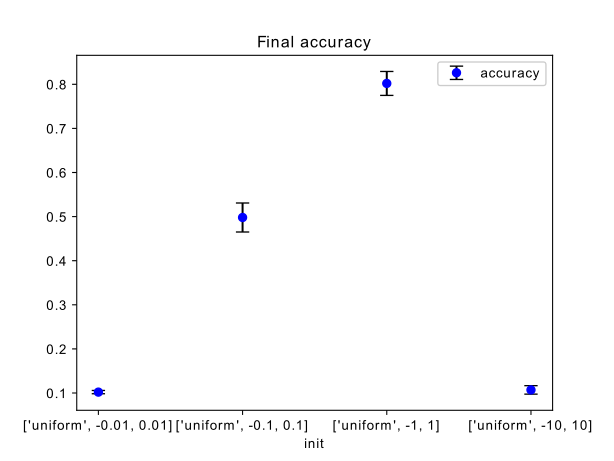 Final accuracy
accuracy
0.8
0.7
0.6
0.5
0.4
0.3
0.2
0.1
['uniform', -0.01, 0.01] ['uniform', -0.1, 0.1] ['uniform', -1, 1] ['uniform', -10, 10]
init